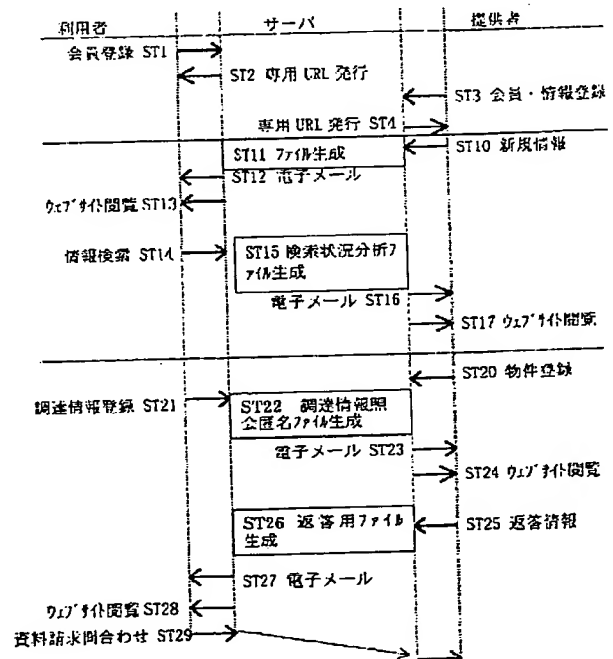 利用者 サーバ 提供者
会員登録 ST1
ST2 専用 URL 発行
ST3 会員・情報登録
専用 URL 発行 ST4
ST10 新規情報
ST11 ファイル生成
ST12 電子メール
ウェブサイト閲覧 ST13
情報検索 ST14
ST15 検索状況分析フ
ァイル生成
電子メール ST16
ST17 ウェブサイト閲覧
ST20 物件登録
調達情報登録 ST21
ST22 調達情報照
会匿名ファイル生成
電子メール ST23
ST24 ウェブサイト閲覧
ST25 返答情報
ST26 返答用ファイル
生成
ST27 電子メール
ウェブサイト閲覧 ST28
資料請求問合わせ ST29